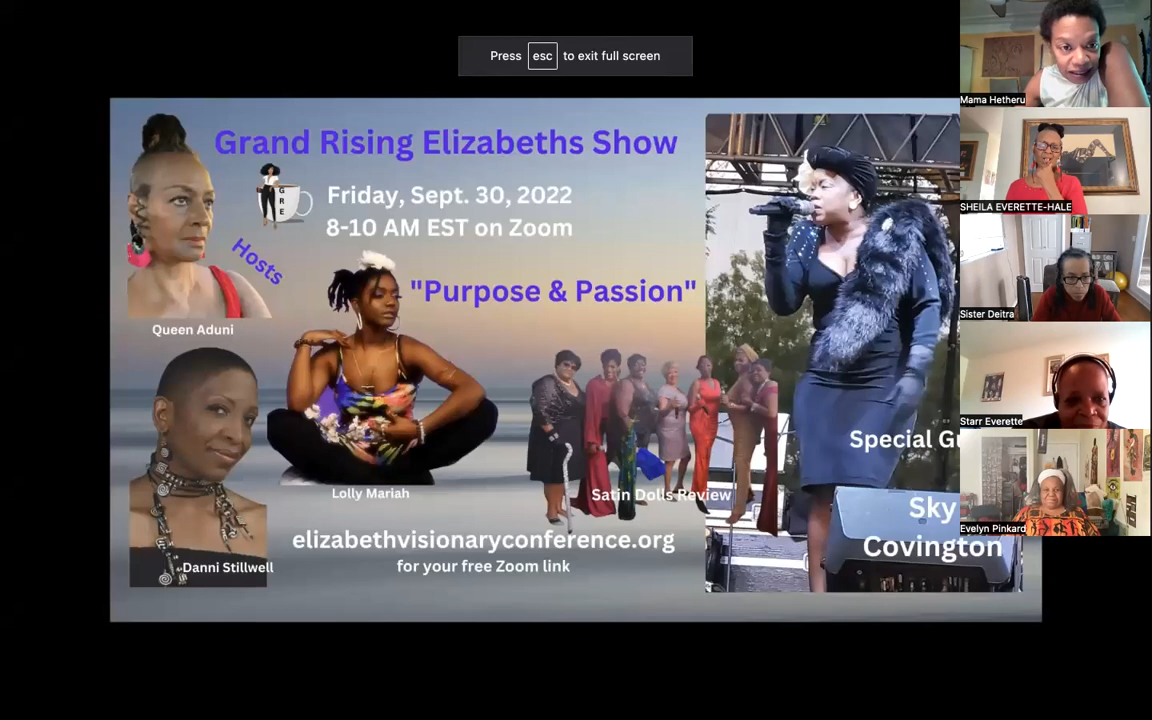 Press esc to exit full screen
Grand Rising Elizabeths Show
G
R
E
Friday, Sept. 30, 2022
8-10 AM EST on Zoom
Hosts
"Purpose & Passion"
Queen Aduni
Lolly Mariah
Satin Dolls Review
Danni Stillwell
elizabethvisionaryconference.org
for your free Zoom link
Special Gu
Sky
Covington
Mama Hetheru
SHEILA EVERETTE-HALE
Sister Deitra
Starr Everette
Evelyn Pinkard